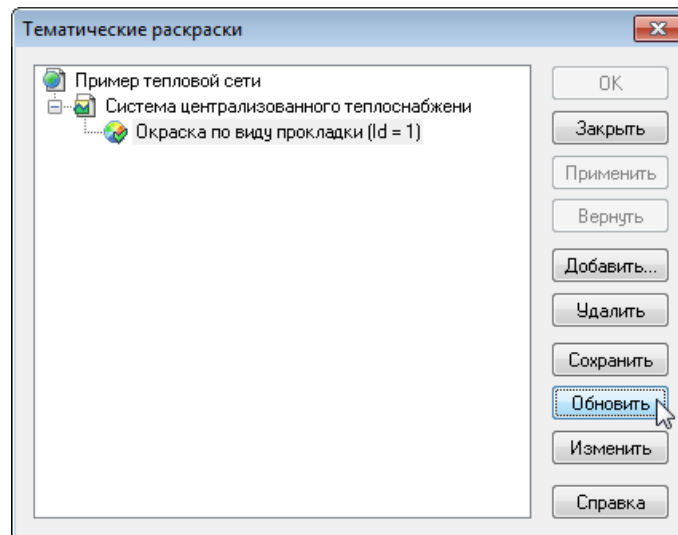 Тематические раскраски
Пример тепловой сети
Система централизованного теплоснабжени
Окраска по виду прокладки (Id = 1)
OK
Закрыть
Применить
Вернуть
Добавить...
Удалить
Сохранить
Обновить
Изменить
Справка